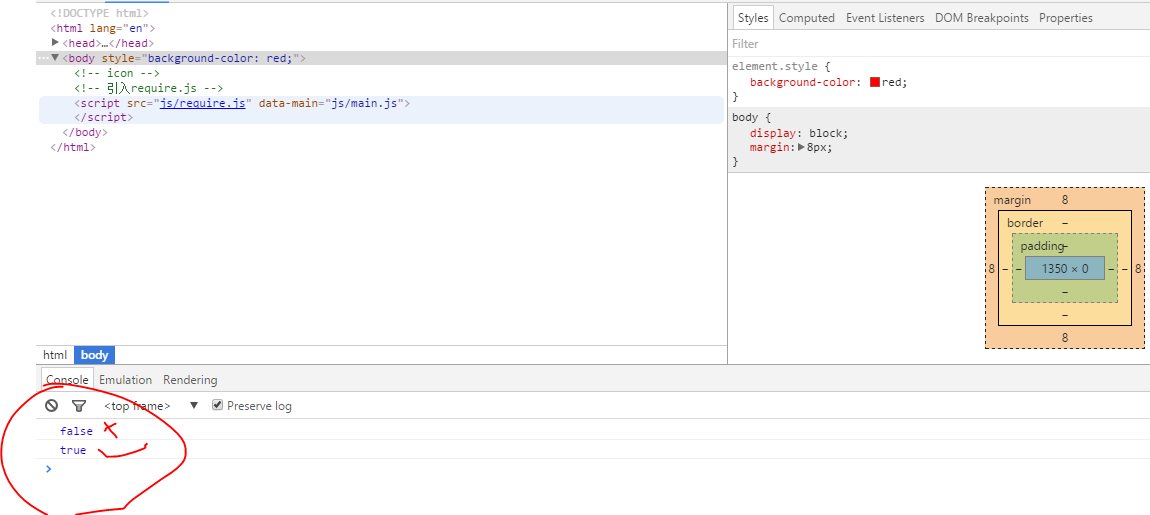 <!DOCTYPE html>
<html lang="en">
<head>…</head>
<body style="background-color: red;">
<!-- icon -->
<!-- 引入require.js -->
<script src="js/require.js" data-main="js/main.js">
</script>
</body>
</html>
html body
Styles Computed Event Listeners DOM Breakpoints Properties
Filter
element.style {
background-color: red;
}
body {
display: block;
margin: 8px;
}
margin 8
border –
padding –
8 – – 1350 × 0 – – 8
–
–
8
Console Emulation Rendering
<top frame> Preserve log
false
true